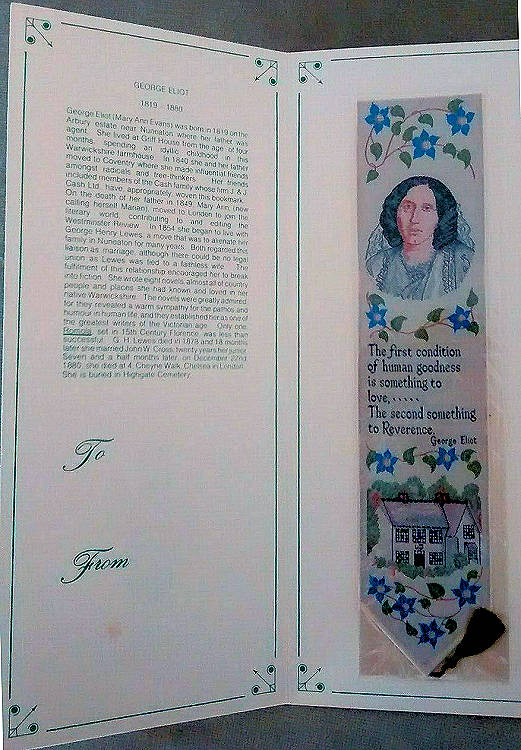 GEORGE ELIOT
1819 - 1880
George Eliot (Mary Ann Evans) was born in 1819 on the
Arbury estate near Nuneaton where her father was
agent. She lived at Griff House from the age of four
months, spending an idyllic childhood in this
Warwickshire farmhouse. In 1840 she and her father
moved to Coventry where she made influential friends
amongst radicals and free-thinkers. Her friends
included members of the Cash family whose firm, J. & J.
Cash Ltd. have, appropriately, woven this bookmark.
On the death of her father in 1849, Mary Ann, (now
calling herself Marian), moved to London to join the
literary world, contributing to and editing the
Westminster Review. In 1854 she began to live with
George Henry Lewes, a move that was to alienate her
family in Nuneaton for many years. Both regarded this
liaison as marriage, although there could be no legal
union as Lewes was tied to a faithless wife. The
fulfilment of this relationship encouraged her to break
into fiction. She wrote eight novels, almost all of country
people and places she had known and loved in her
native Warwickshire. The novels were greatly admired
for they revealed a warm sympathy for the pathos and
humour in human life, and they established her as one of
the greatest writers of the Victorian age. Only one,
Romola, set in 15th Century Florence, was less than
successful. G. H. Lewes died in 1878 and 18 months
later she married John W. Cross, twenty years her junior.
Seven and a half months later, on December 22nd
1880, she died at 4, Cheyne Walk, Chelsea in London.
She is buried in Highgate Cemetery.
To
From
The first condition
of human goodness
is something to
love, . . . . .
The second something
to Reverence.
George Eliot